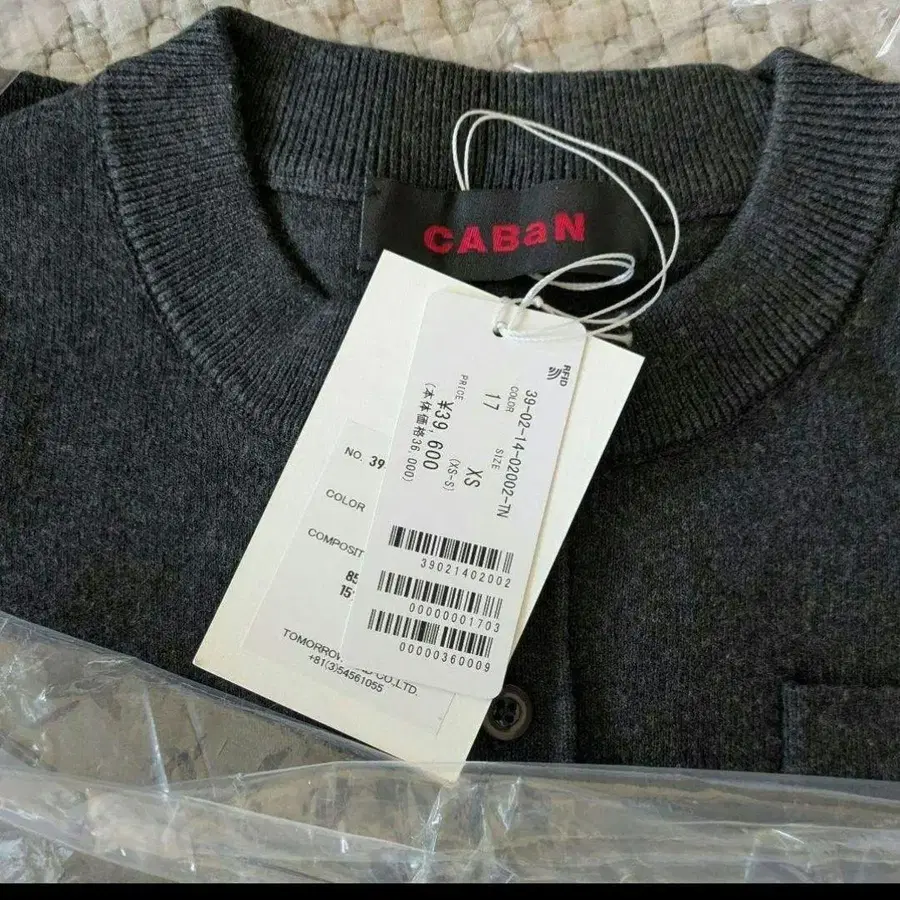 CABaN
RFID
39-02-14-02002-TN
COLOR SIZE
17 XS
(XS-S)
PRICE
¥39,600
(本体価格36,000)
39021402002
00000001703
00000360009
NO. 39
COLOR
COMPOSIT
85
15
TOMORROW CO.,LTD.
+81(3)54561055